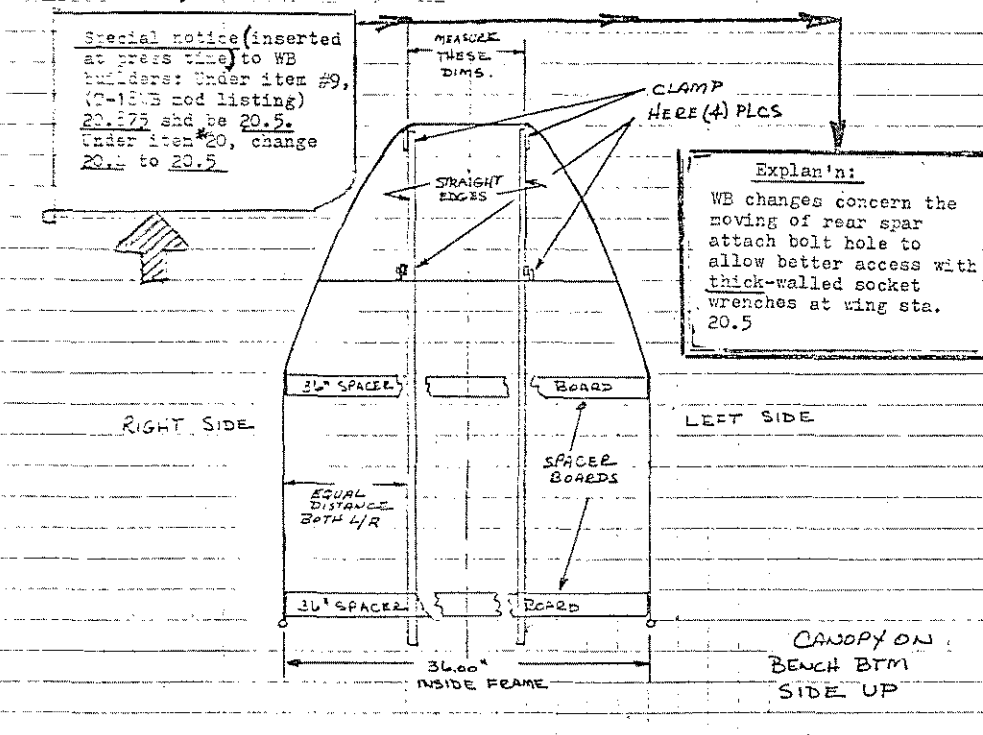 Special notice (inserted
at press time) to WB
builders: Under item #9,
(T-18WB mod listing)
20.375 shd be 20.5.
Under item #20, change
to 20.5
MEASURE
THESE
DIMS.
CLAMP
HERE (4) PLCS
STRAIGHT
EDGES
Explan'n:
WB changes concern the
moving of rear spar
attach bolt hole to
allow better access with
thick-walled socket
wrenches at wing sta.
20.5
36" SPACER
BOARD
RIGHT SIDE
LEFT SIDE
SPACER
BOARDS
EQUAL
DISTANCE
BOTH L/R
36" SPACER
BOARD
36.00"
INSIDE FRAME
CANOPY ON
BENCH BTM
SIDE UP